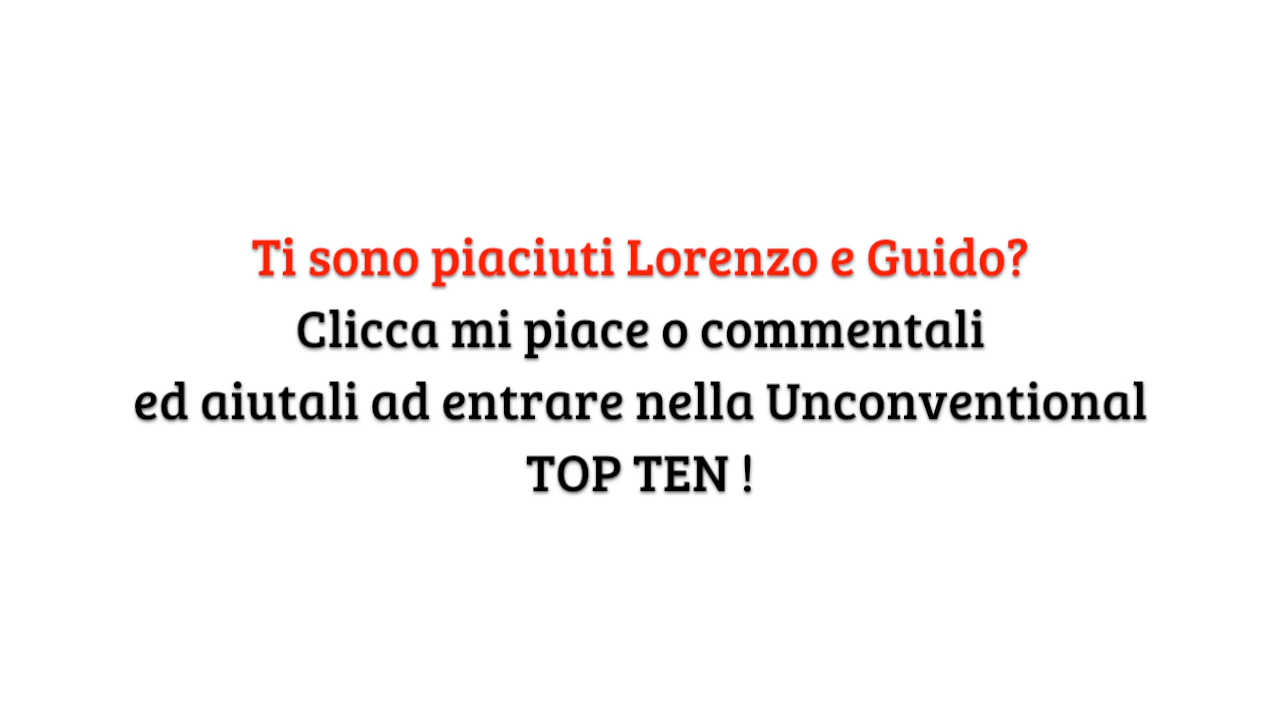 Ti sono piaciuti Lorenzo e Guido?
Clicca mi piace o commentali
ed aiutali ad entrare nella Unconventional
TOP TEN !